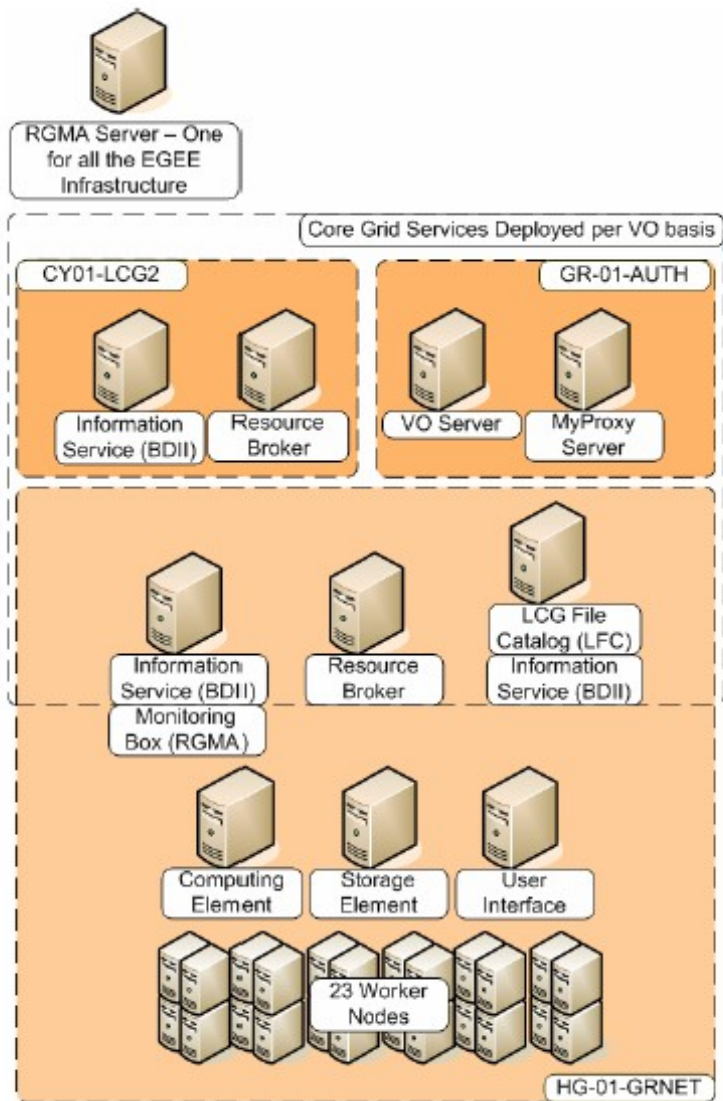 RGMA Server – One
for all the EGEE
Infrastructure
Core Grid Services Deployed per VO basis
CY01-LCG2
GR-01-AUTH
Information
Service (BDII)
Resource
Broker
VO Server
MyProxy
Server
Information
Service (BDII)
Monitoring
Box (RGMA)
Resource
Broker
LCG File
Catalog (LFC)
Information
Service (BDII)
Computing
Element
Storage
Element
User
Interface
23 Worker
Nodes
HG-01-GRNET